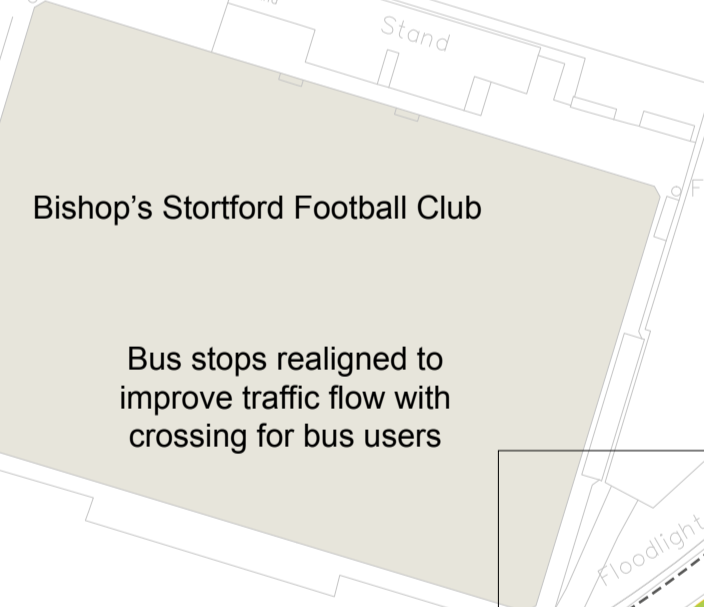 Stand
Bishop's Stortford Football Club
Bus stops realigned to
improve traffic flow with
crossing for bus users
Floodlight